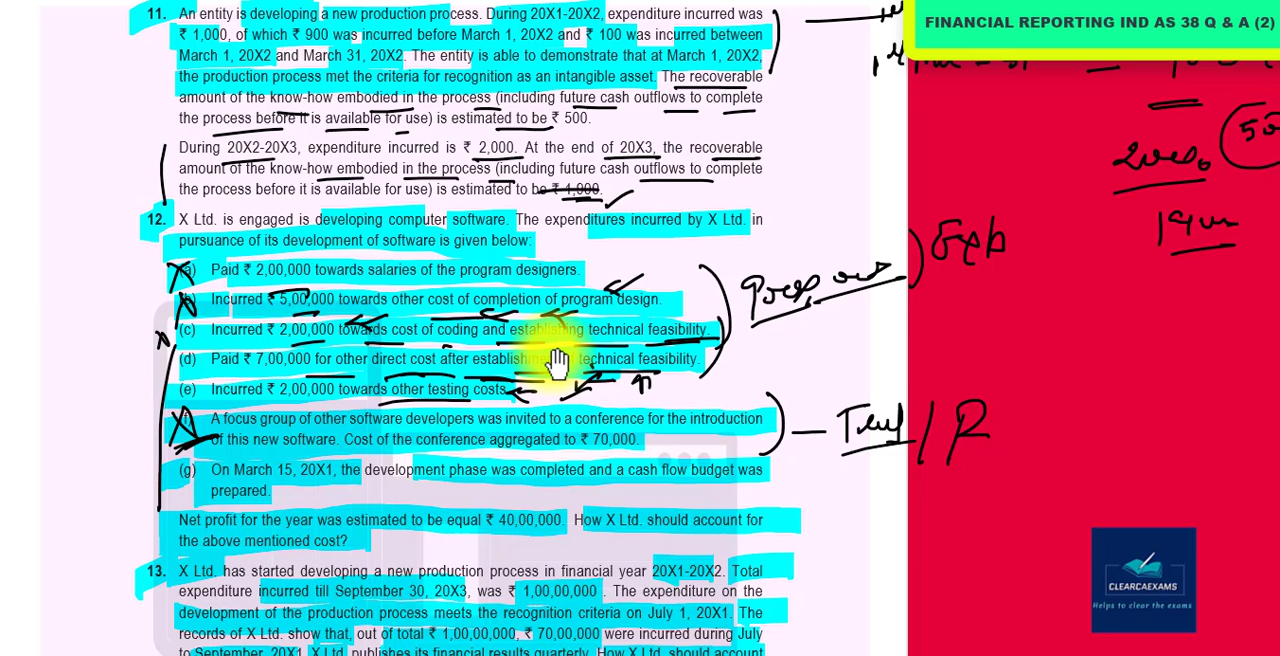 11. An entity is developing a new production process. During 20X1-20X2, expenditure incurred was
₹ 1,000, of which ₹ 900 was incurred before March 1, 20X2 and ₹ 100 was incurred between
March 1, 20X2 and March 31, 20X2. The entity is able to demonstrate that at March 1, 20X2,
the production process met the criteria for recognition as an intangible asset. The recoverable
amount of the know-how embodied in the process (including future cash outflows to complete
the process before it is available for use) is estimated to be ₹ 500.
During 20X2-20X3, expenditure incurred is ₹ 2,000. At the end of 20X3, the recoverable
amount of the know-how embodied in the process (including future cash outflows to complete
the process before it is available for use) is estimated to be ₹ 1,900.
12. X Ltd. is engaged is developing computer software. The expenditures incurred by X Ltd. in
pursuance of its development of software is given below:
(a) Paid ₹ 2,00,000 towards salaries of the program designers.
(b) Incurred ₹ 5,00,000 towards other cost of completion of program design.
(c) Incurred ₹ 2,00,000 towards cost of coding and establishing technical feasibility.
(d) Paid ₹ 7,00,000 for other direct cost after establishing technical feasibility.
(e) Incurred ₹ 2,00,000 towards other testing costs.
(f) A focus group of other software developers was invited to a conference for the introduction
of this new software. Cost of the conference aggregated to ₹ 70,000.
(g) On March 15, 20X1, the development phase was completed and a cash flow budget was
prepared.
Net profit for the year was estimated to be equal ₹ 40,00,000. How X Ltd. should account for
the above mentioned cost?
13. X Ltd. has started developing a new production process in financial year 20X1-20X2. Total
expenditure incurred till September 30, 20X3, was ₹ 1,00,00,000 . The expenditure on the
development of the production process meets the recognition criteria on July 1, 20X1. The
records of X Ltd. show that, out of total ₹ 1,00,00,000, ₹ 70,00,000 were incurred during July
to September, 20X1. X Ltd. publishes its financial results quarterly. How X Ltd. should account
FINANCIAL REPORTING IND AS 38 Q & A (2)
Exp
CLEARCAEXAMS
Helps to clear the exams